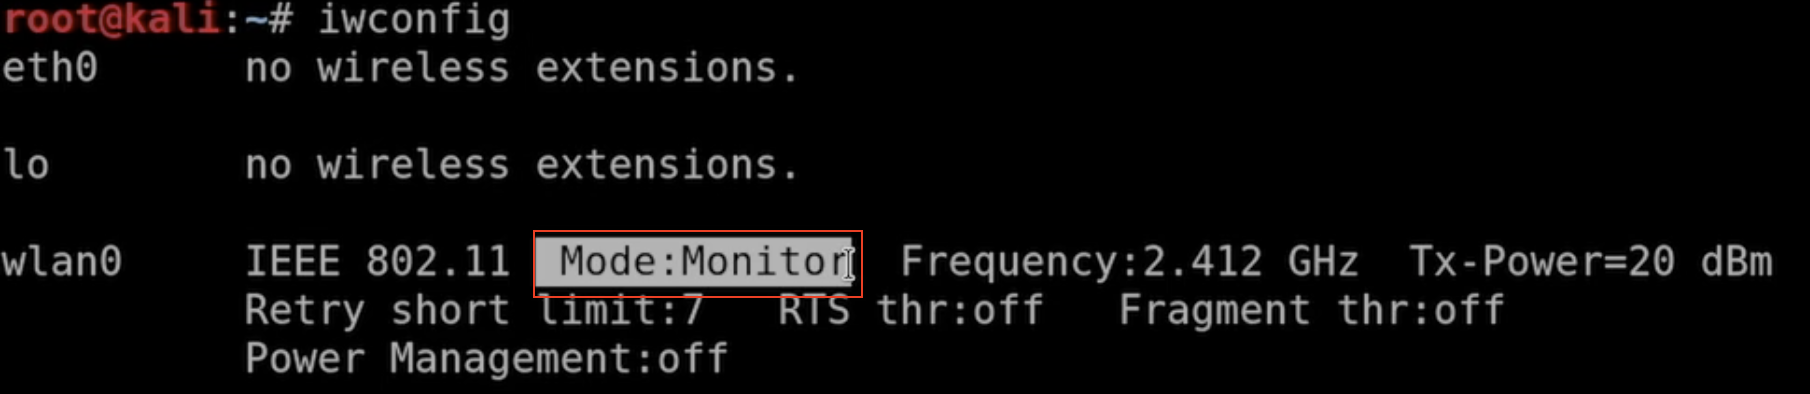 root@kali:~# iwconfig
eth0      no wireless extensions.
lo        no wireless extensions.
wlan0     IEEE 802.11  Mode:Monitor  Frequency:2.412 GHz  Tx-Power=20 dBm
          Retry short limit:7   RTS thr:off   Fragment thr:off
          Power Management:off